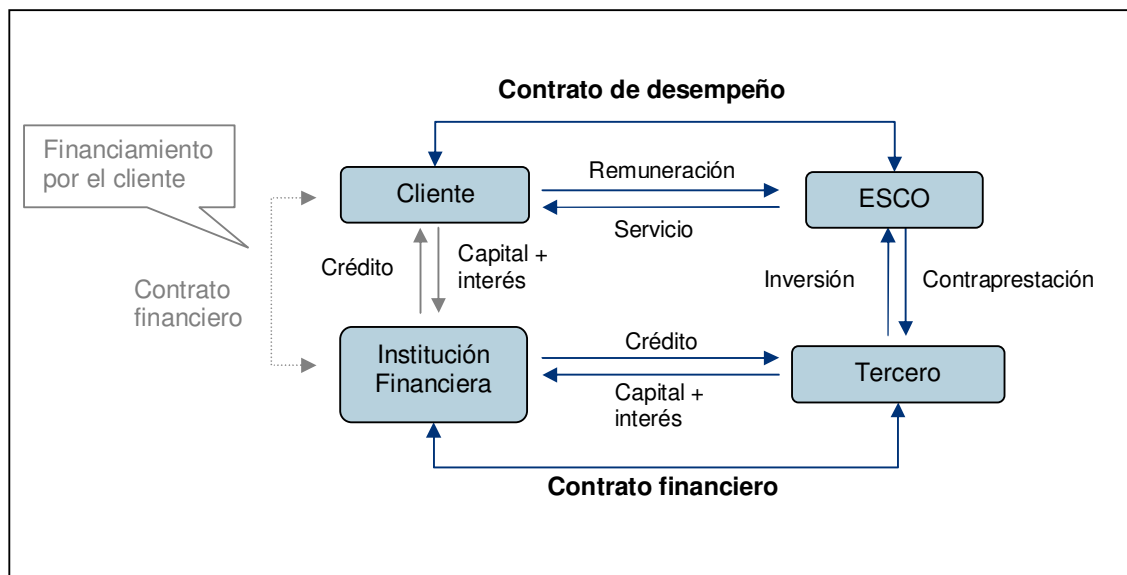 Contrato de desempeño
Financiamiento
por el cliente
Cliente
Remuneración
Servicio
ESCO
Crédito
Capital +
interés
Inversión
Contraprestación
Contrato
financiero
Institución
Financiera
Crédito
Capital +
interés
Tercero
Contrato financiero